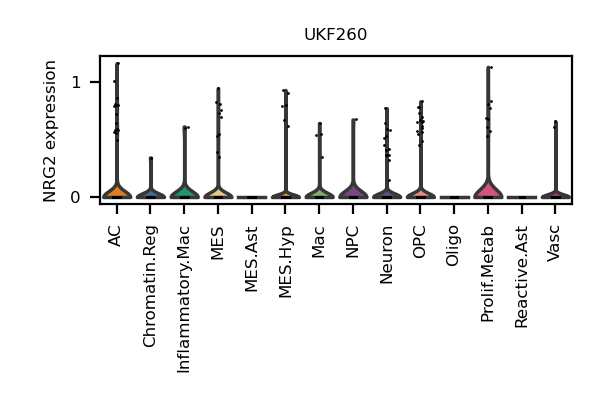 UKF260
NRG2 expression
1
0
AC
Chromatin.Reg
Inflammatory.Mac
MES
MES.Ast
MES.Hyp
Mac
NPC
Neuron
OPC
Oligo
Prolif.Metab
Reactive.Ast
Vasc